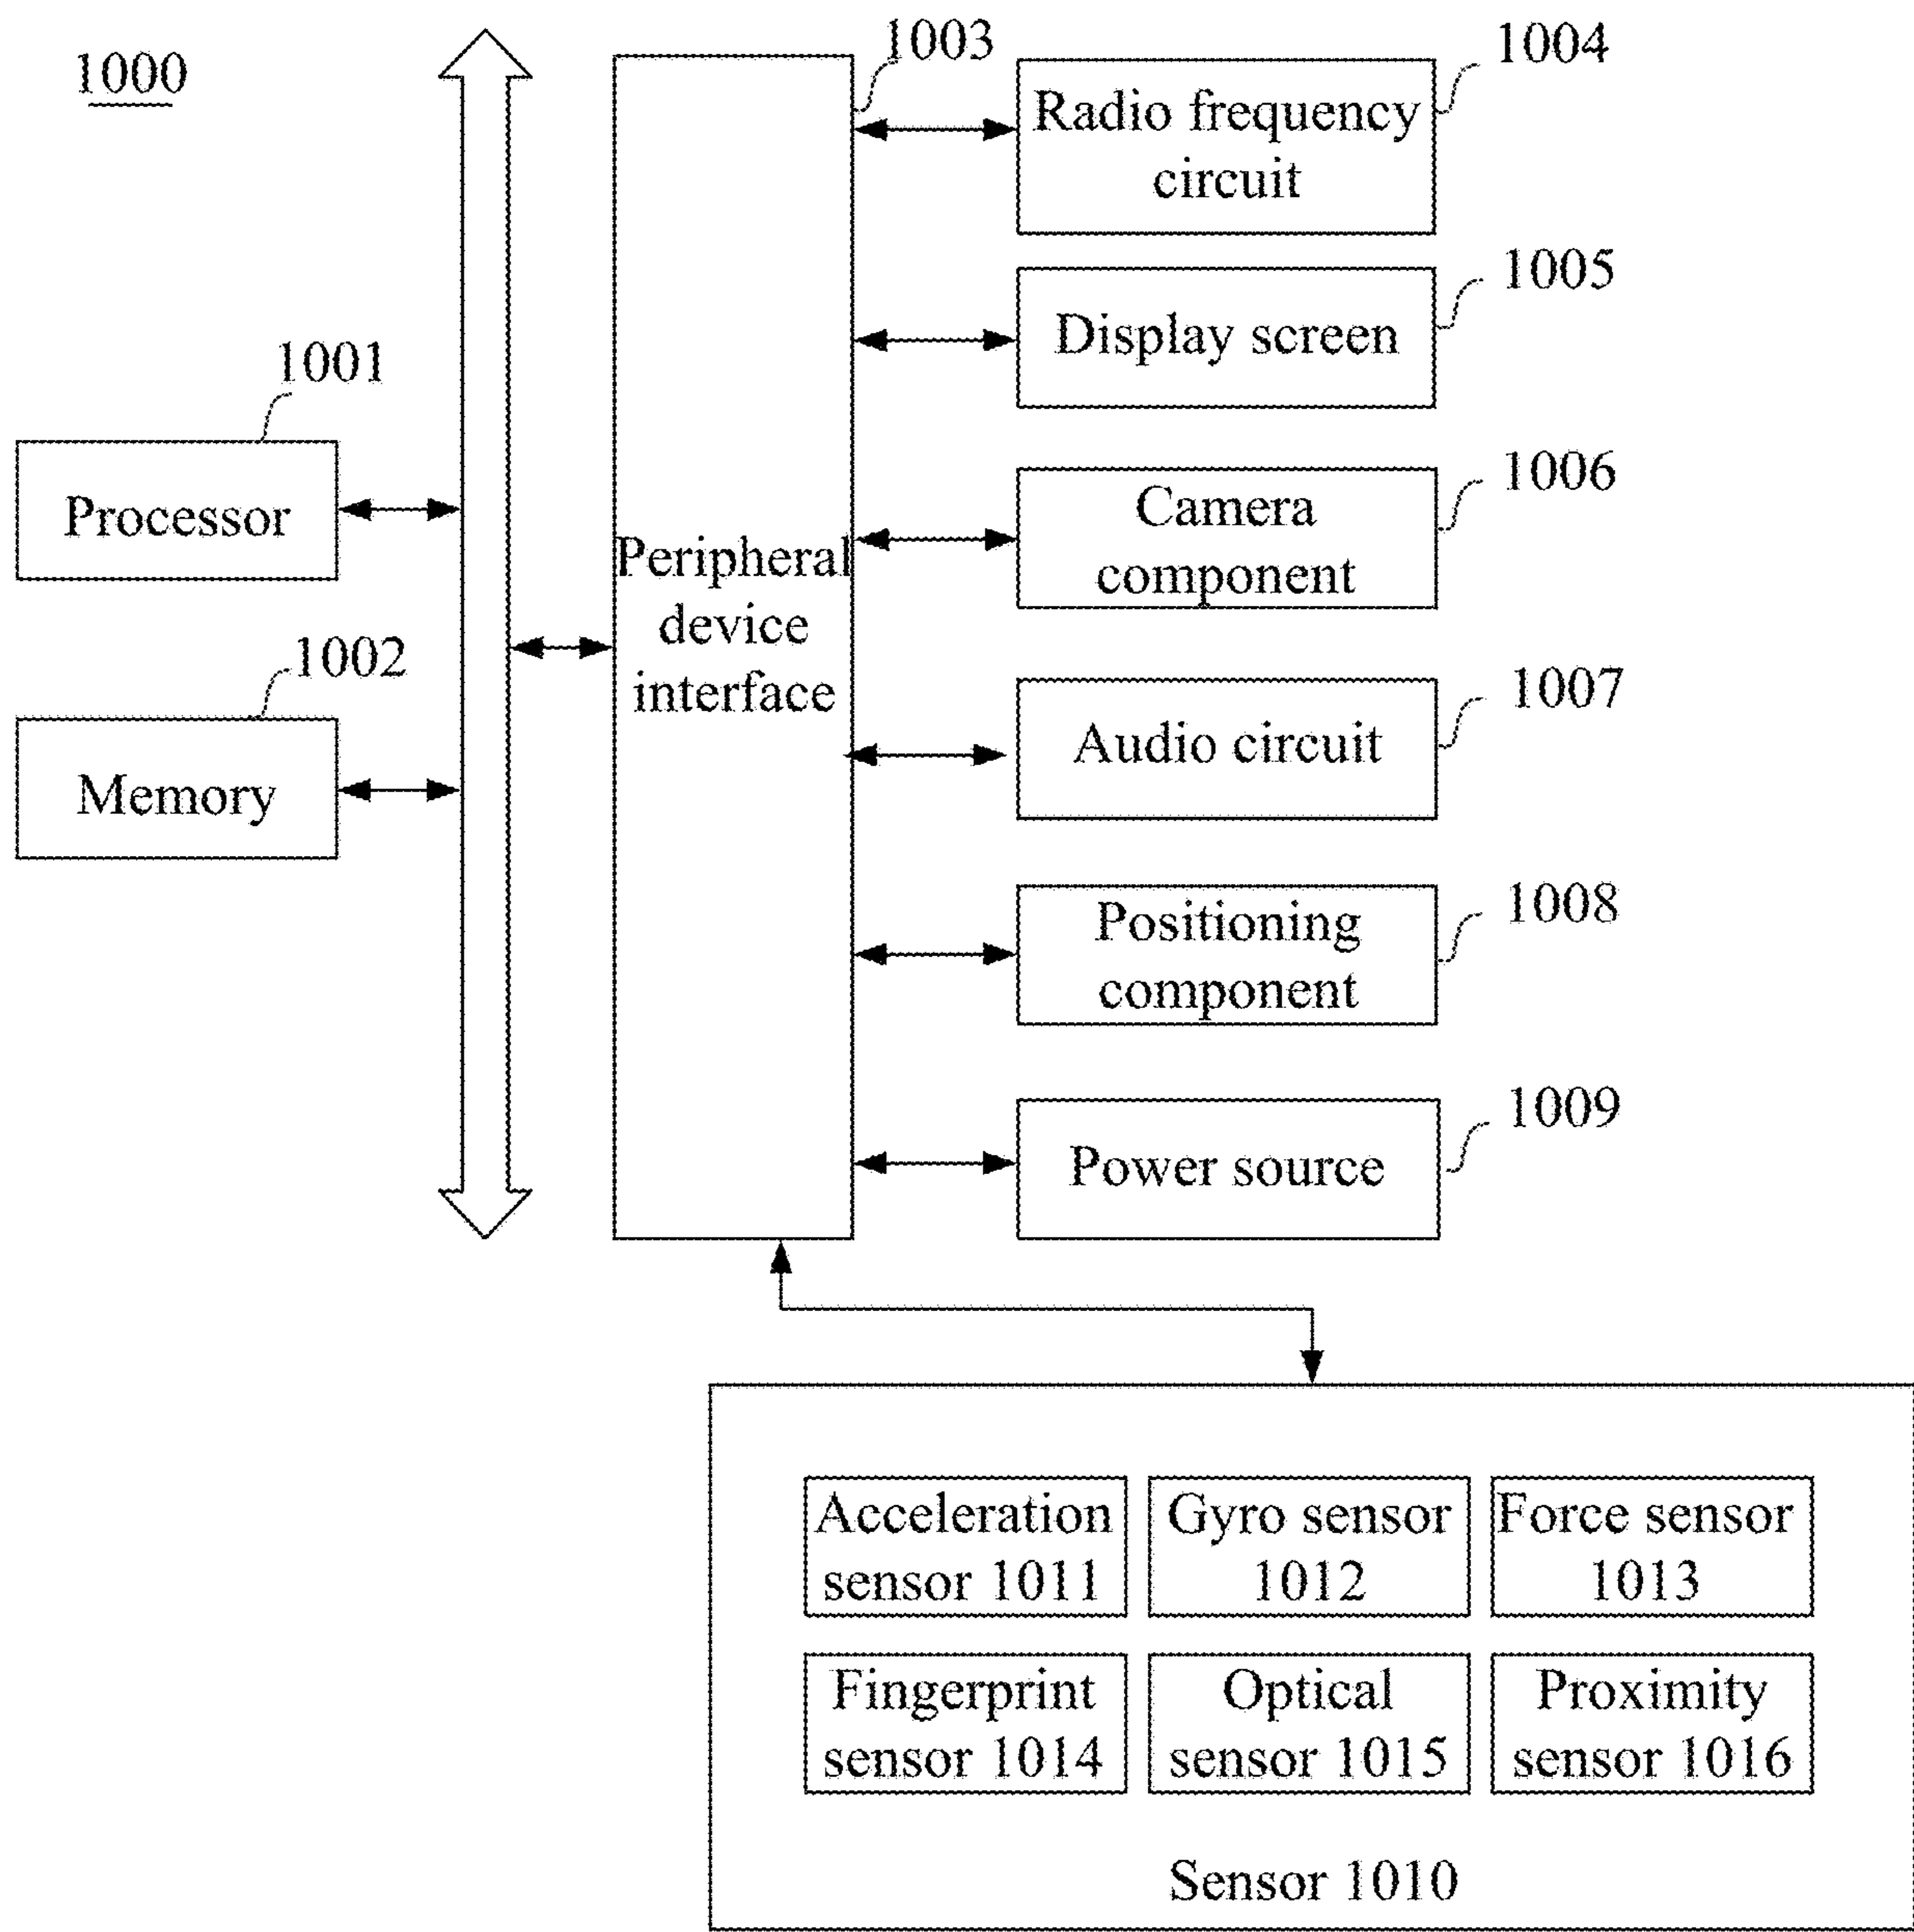 1000
1003
1004
Radio frequency
circuit
1005
Display screen
1001
Processor
1006
Camera
component
Peripheral
device
interface
1002
Memory
1007
Audio circuit
1008
Positioning
component
1009
Power source
Acceleration
sensor 1011
Gyro sensor
1012
Force sensor
1013
Fingerprint
sensor 1014
Optical
sensor 1015
Proximity
sensor 1016
Sensor 1010